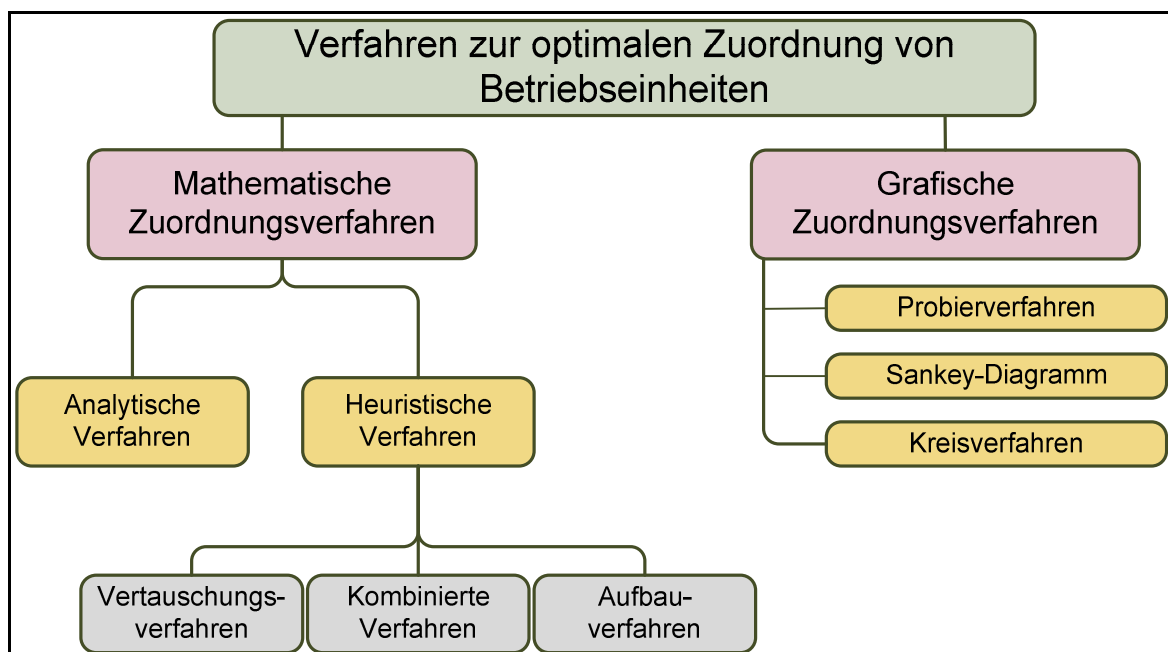 Verfahren zur optimalen Zuordnung von
Betriebseinheiten
Mathematische
Zuordnungsverfahren
Grafische
Zuordnungsverfahren
Probierverfahren
Sankey-Diagramm
Kreisverfahren
Analytische
Verfahren
Heuristische
Verfahren
Vertauschungs-
verfahren
Kombinierte
Verfahren
Aufbau-
verfahren